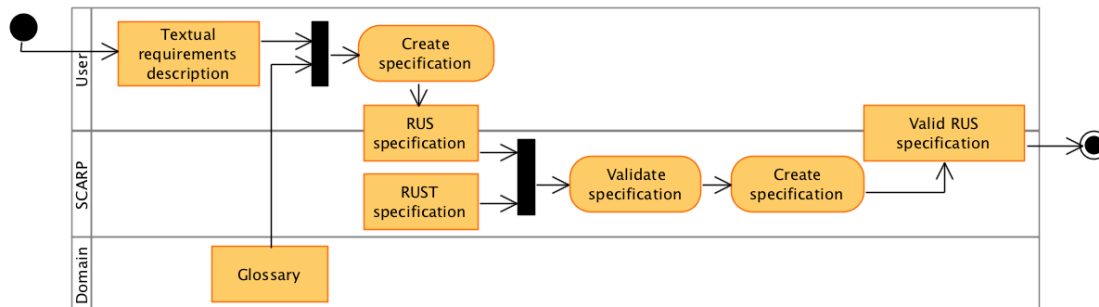 User
Textual
requirements
description
Create
specification
RUS
specification
Valid RUS
specification
SCARP
RUST
specification
Validate
specification
Create
specification
Domain
Glossary